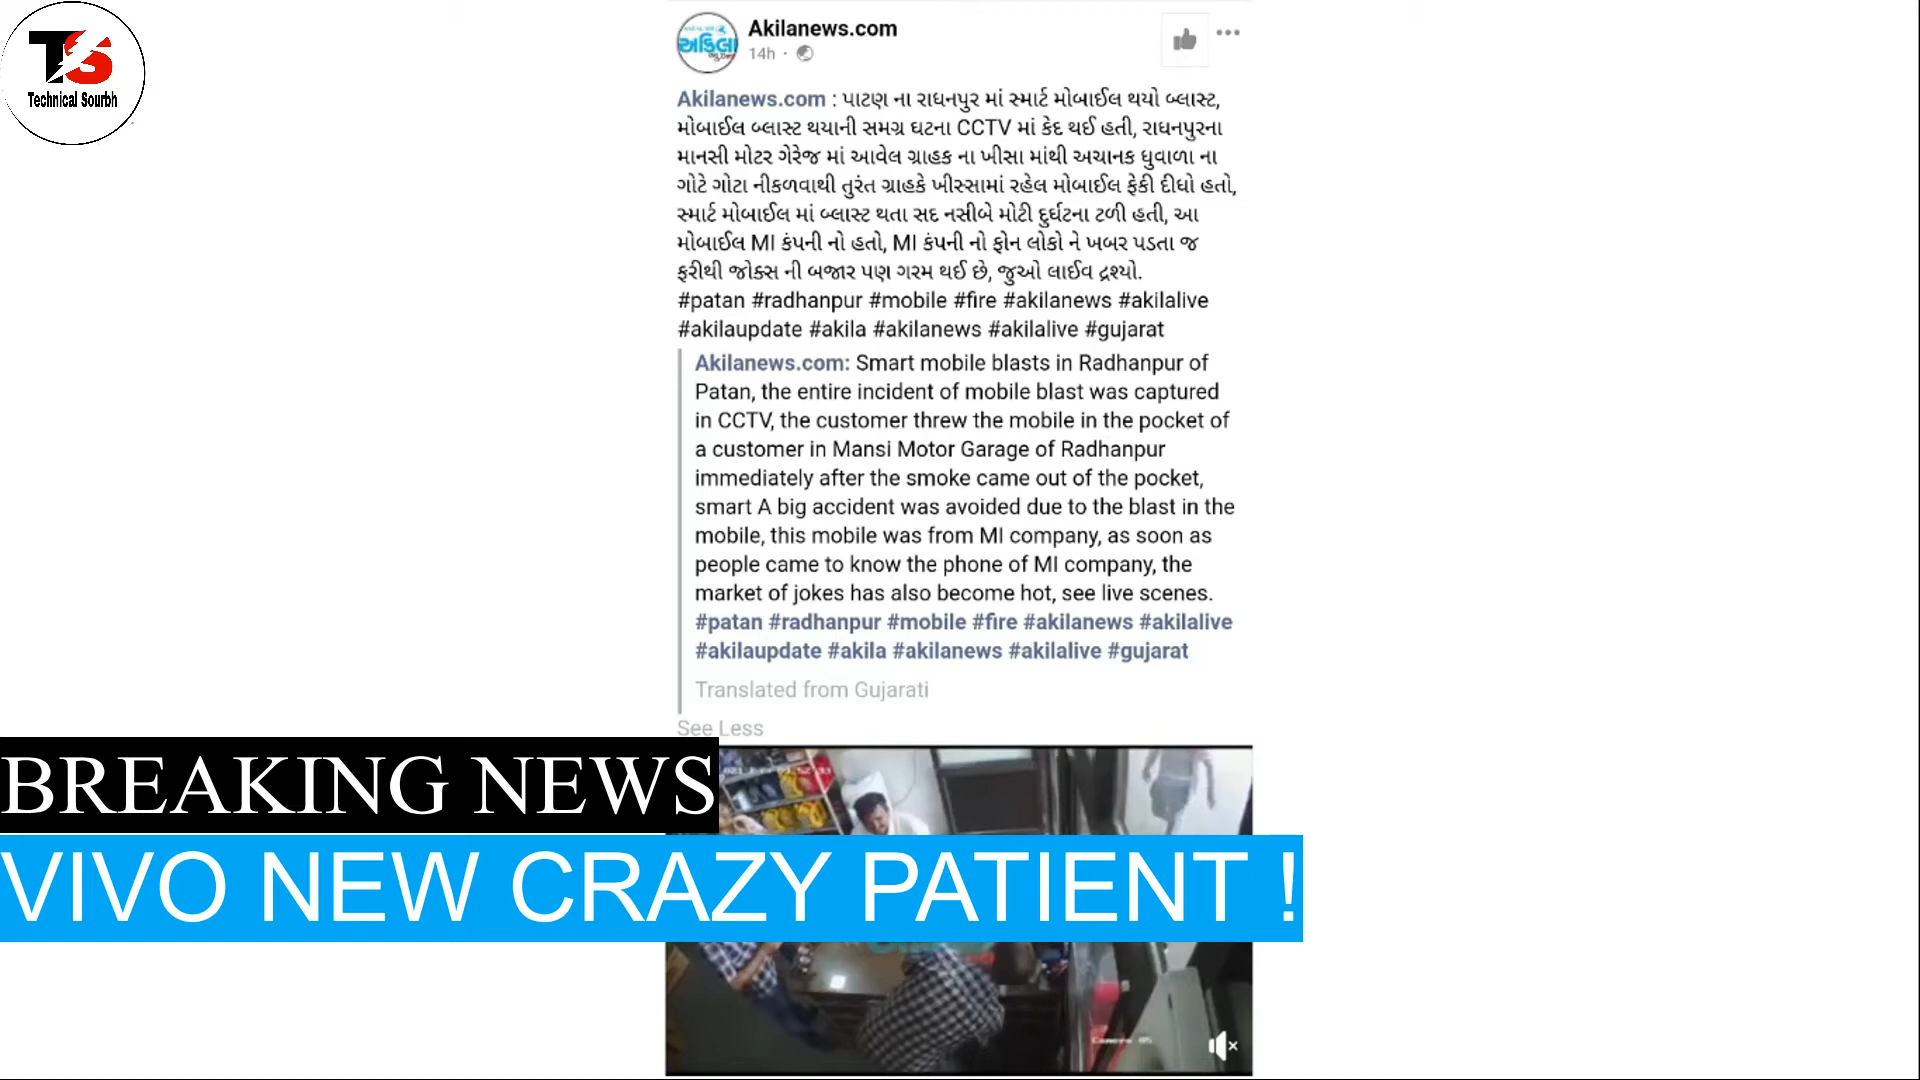 TS
Technical Sourbh
અકિલા
Akilanews.com
14h ·
Akilanews.com : પાટણ ના રાધનપુર માં સ્માર્ટ મોબાઈલ થયો બ્લાસ્ટ,
મોબાઈલ બ્લાસ્ટ થયાની સમગ્ર ઘટના CCTV માં કેદ થઈ હતી, રાધનપુરના
માનસી મોટર ગેરેજ માં આવેલ ગ્રાહક ના ખીસા માંથી અચાનક ધુવાળા ના
ગોટે ગોટા નીકળવાથી તુરંત ગ્રાહકે ખીસ્સામાં રહેલ મોબાઈલ ફેકી દીધો હતો,
સ્માર્ટ મોબાઈલ માં બ્લાસ્ટ થતા સદ નસીબે મોટી દુર્ઘટના ટળી હતી, આ
મોબાઈલ MI કંપની નો હતો, MI કંપની નો ફોન લોકો ને ખબર પડતા જ
ફરીથી જોક્સ ની બજાર પણ ગરમ થઈ છે, જુઓ લાઈવ દ્રશ્યો.
#patan #radhanpur #mobile #fire #akilanews #akilalive
#akilaupdate #akila #akilanews #akilalive #gujarat
Akilanews.com: Smart mobile blasts in Radhanpur of
Patan, the entire incident of mobile blast was captured
in CCTV, the customer threw the mobile in the pocket of
a customer in Mansi Motor Garage of Radhanpur
immediately after the smoke came out of the pocket,
smart A big accident was avoided due to the blast in the
mobile, this mobile was from MI company, as soon as
people came to know the phone of MI company, the
market of jokes has also become hot, see live scenes.
#patan #radhanpur #mobile #fire #akilanews #akilalive
#akilaupdate #akila #akilanews #akilalive #gujarat
Translated from Gujarati
See Less
BREAKING NEWS
VIVO NEW CRAZY PATIENT !
Camera 05